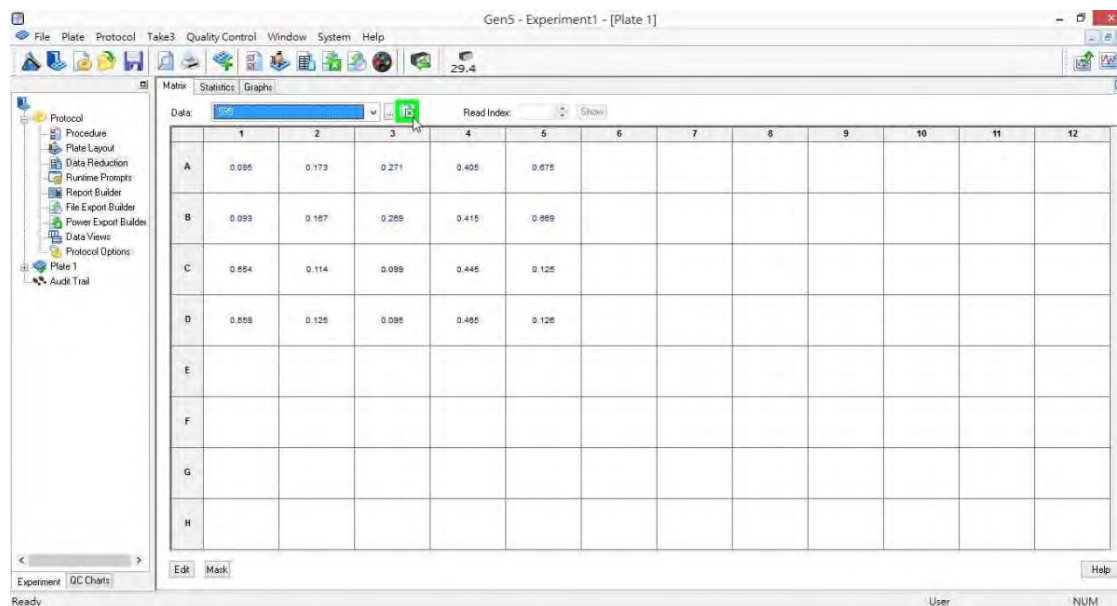 Gen5 - Experiment1 - [Plate 1]
File Plate Protocol Take3 Quality Control Window System Help
29.4
Matrix Statistics Graphs
Data: 595 ... Read Index: Show
Protocol
Procedure
Plate Layout
Data Reduction
Runtime Prompts
Report Builder
File Export Builder
Power Export Builder
Data Views
Protocol Options
Plate 1
Audit Trail
1 2 3 4 5 6 7 8 9 10 11 12
A 0.095 0.173 0.271 0.405 0.675
B 0.093 0.167 0.269 0.415 0.669
C 0.554 0.114 0.099 0.445 0.125
D 0.125 0.095 0.465 0.126
E
F
G
H
Edit Mask Help
Experiment QC Charts
Ready User NUM